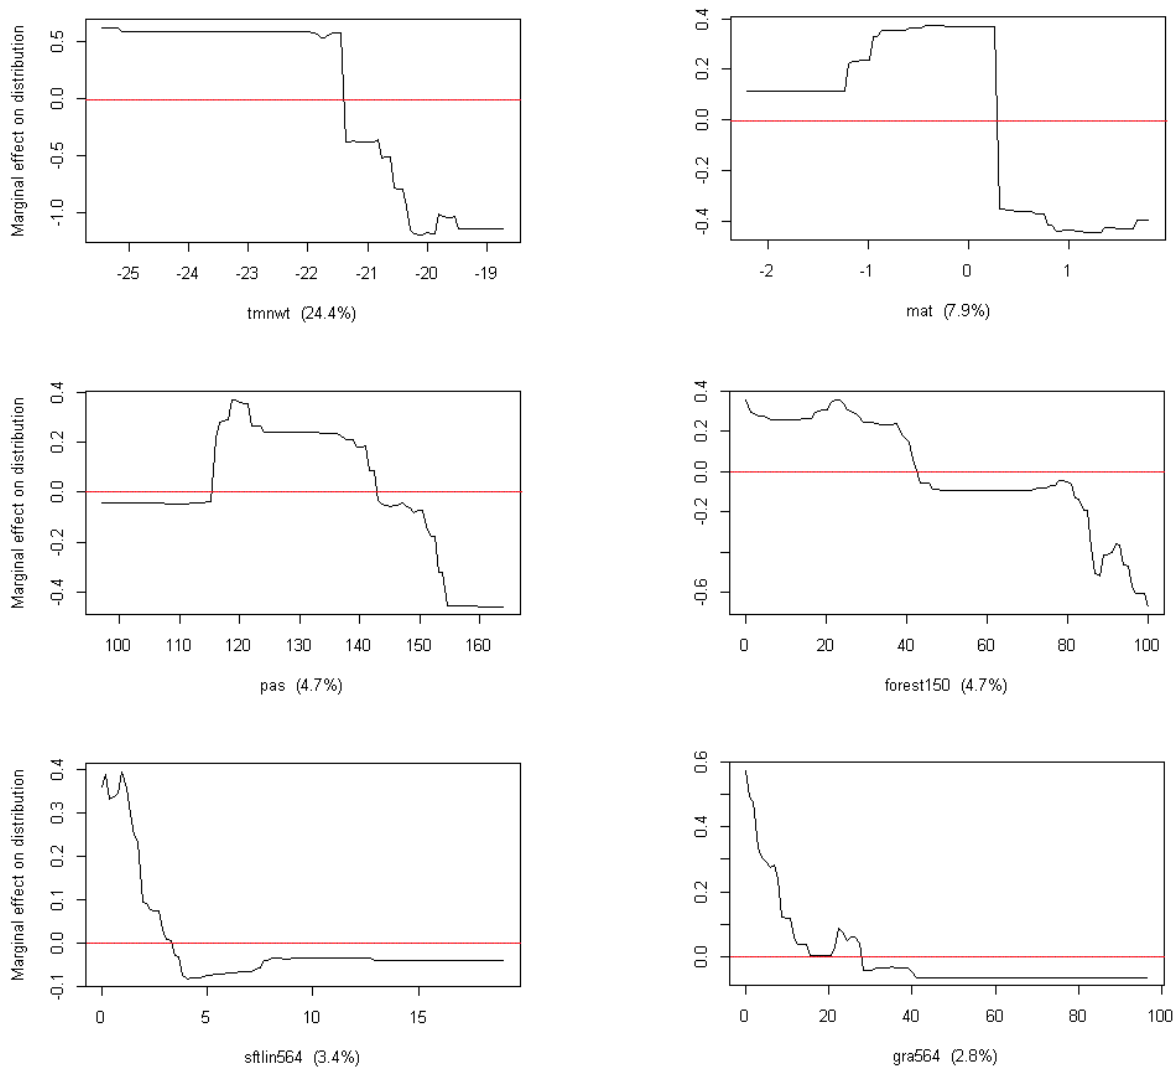 0.5
0.0
-0.5
-1.0
Marginal effect on distribution
-25 -24 -23 -22 -21 -20 -19
tmnwt (24.4%)
0.4
0.2
0.0
-0.2
-0.4
-2 -1 0 1
mat (7.9%)
0.4
0.2
0.0
-0.2
-0.4
Marginal effect on distribution
100 110 120 130 140 150 160
pas (4.7%)
0.4
0.2
0.0
-0.2
-0.6
0 20 40 60 80 100
forest150 (4.7%)
0.4
0.3
0.2
0.1
0.0
-0.1
Marginal effect on distribution
0 5 10 15
sftlin564 (3.4%)
0.6
0.4
0.2
0.0
0 20 40 60 80 100
gra564 (2.8%)